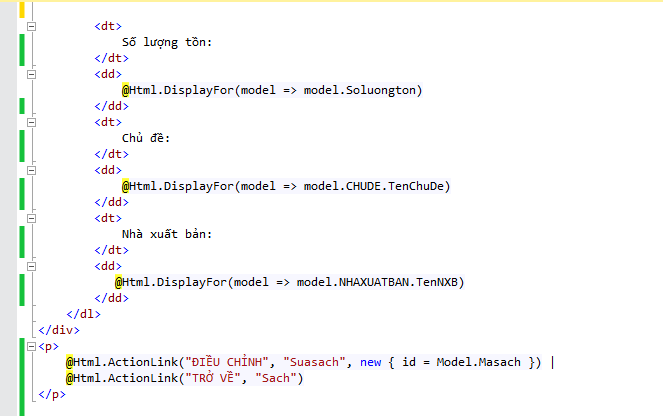 <dt>
Số lượng tồn:
</dt>
<dd>
@Html.DisplayFor(model => model.Soluongton)
</dd>
<dt>
Chủ đề:
</dt>
<dd>
@Html.DisplayFor(model => model.CHUDE.TenChuDe)
</dd>
<dt>
Nhà xuất bản:
</dt>
<dd>
@Html.DisplayFor(model => model.NHAXUATBAN.TenNXB)
</dd>
</dl>
</div>
<p>
@Html.ActionLink("ĐIỀU CHỈNH", "Suasach", new { id = Model.Masach }) |
@Html.ActionLink("TRỞ VỀ", "Sach")
</p>